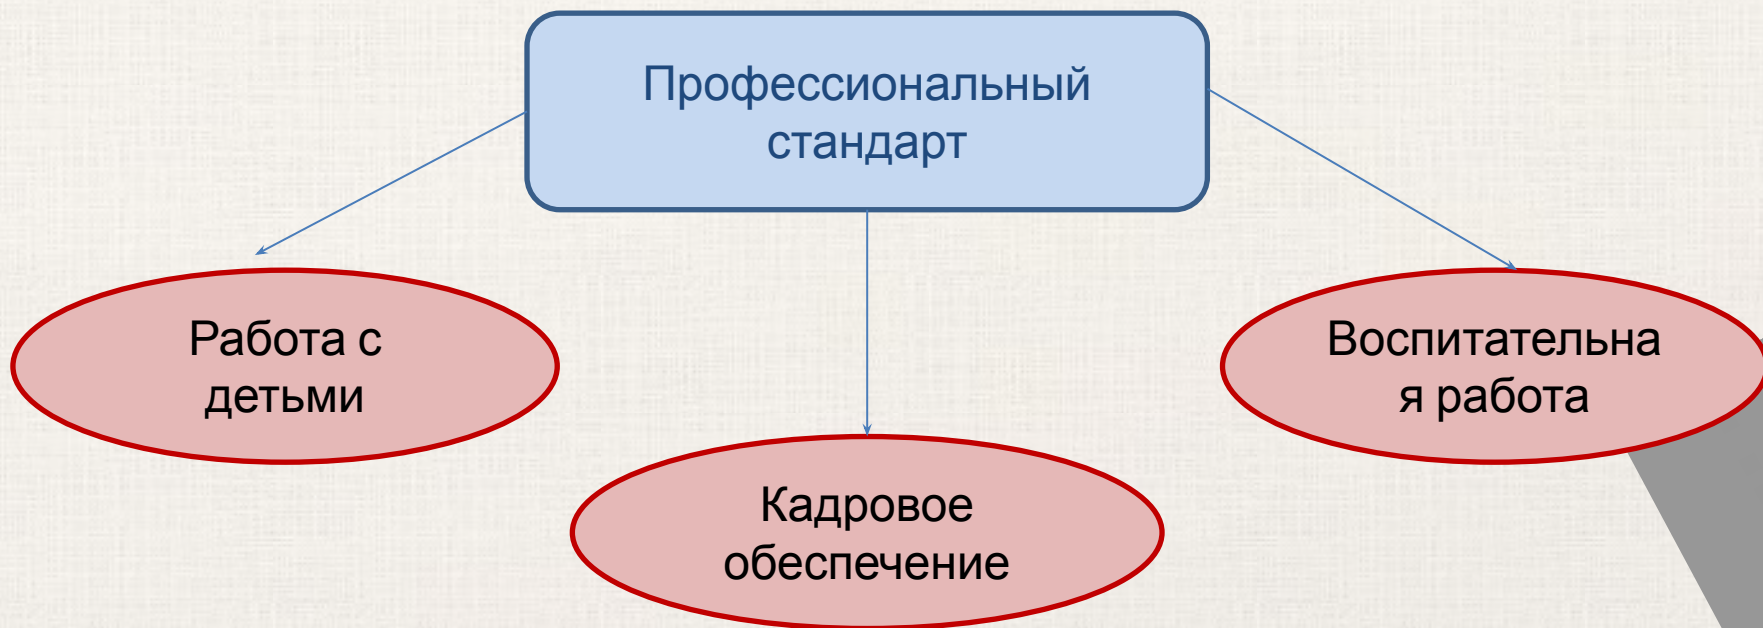 Профессиональный
стандарт
Работа с
детьми
Воспитательна
я работа
Кадровое
обеспечение